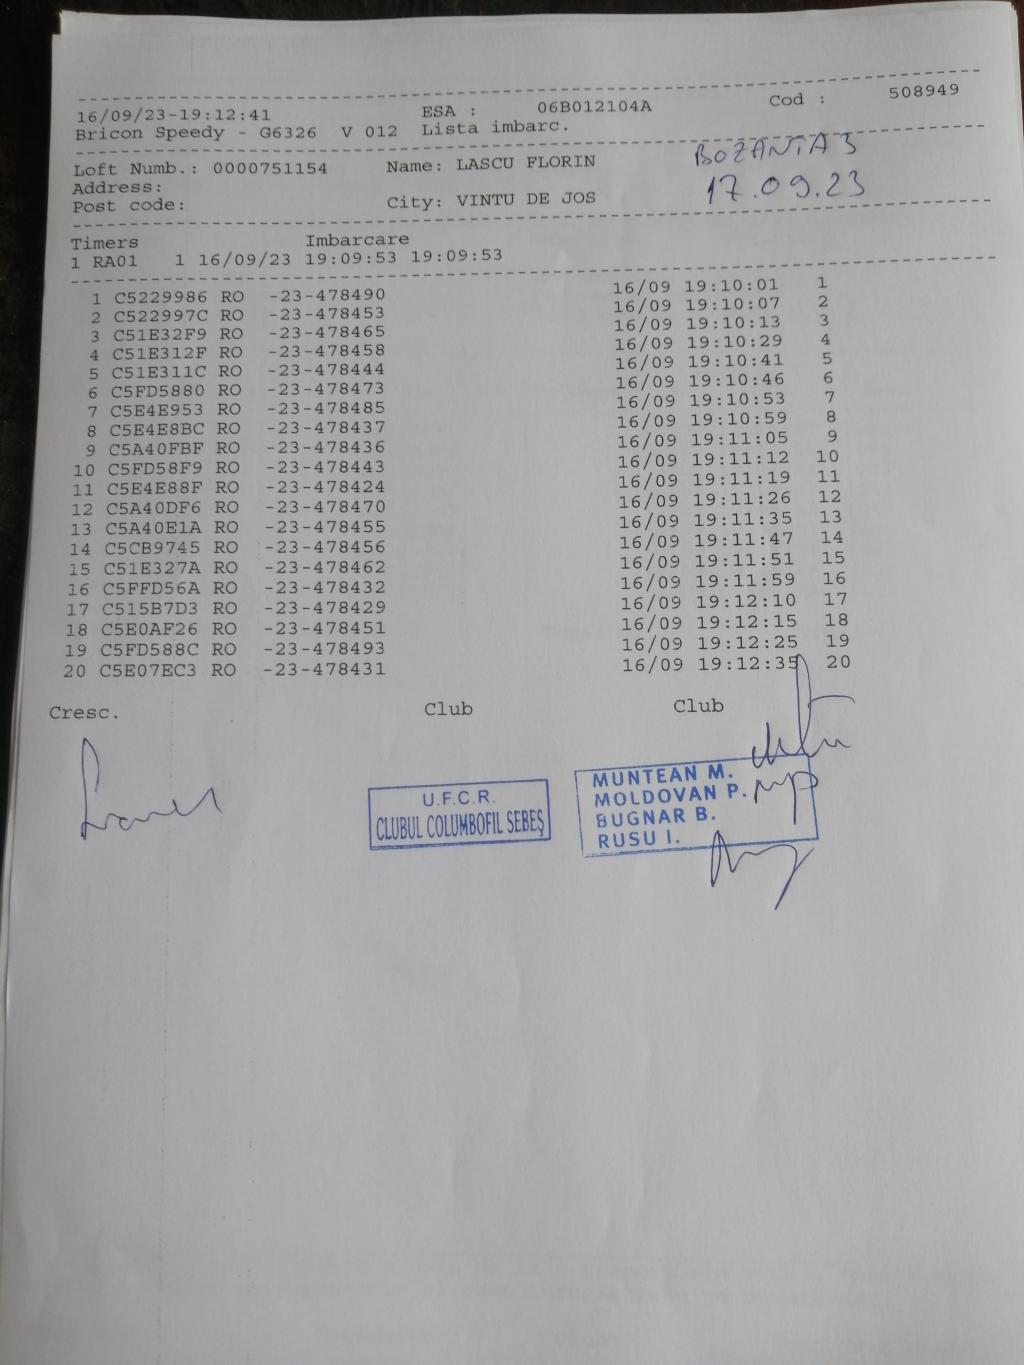 16/09/23-19:12:41 ESA : 06B012104A Cod : 508949
Bricon Speedy - G6326 V 012 Lista imbarc.
Loft Numb.: 0000751154 Name: LASCU FLORIN BOZANIA 3
Address:
Post code: City: VINTU DE JOS 17.09.23
Timers Imbarcare
1 RA01 1 16/09/23 19:09:53 19:09:53
1 C5229986 RO -23-478490 16/09 19:10:01 1
2 C522997C RO -23-478453 16/09 19:10:07 2
3 C51E32F9 RO -23-478465 16/09 19:10:13 3
4 C51E312F RO -23-478458 16/09 19:10:29 4
5 C51E311C RO -23-478444 16/09 19:10:41 5
6 C5FD5880 RO -23-478473 16/09 19:10:46 6
7 C5E4E953 RO -23-478485 16/09 19:10:53 7
8 C5E4E8BC RO -23-478437 16/09 19:10:59 8
9 C5A40FBF RO -23-478436 16/09 19:11:05 9
10 C5FD58F9 RO -23-478443 16/09 19:11:12 10
11 C5E4E88F RO -23-478424 16/09 19:11:19 11
12 C5A40DF6 RO -23-478470 16/09 19:11:26 12
13 C5A40E1A RO -23-478455 16/09 19:11:35 13
14 C5CB9745 RO -23-478456 16/09 19:11:47 14
15 C51E327A RO -23-478462 16/09 19:11:51 15
16 C5FFD56A RO -23-478432 16/09 19:11:59 16
17 C515B7D3 RO -23-478429 16/09 19:12:10 17
18 C5E0AF26 RO -23-478451 16/09 19:12:15 18
19 C5FD588C RO -23-478493 16/09 19:12:25 19
20 C5E07EC3 RO -23-478431 16/09 19:12:35 20
Cresc. Club Club
U.F.C.R.
CLUBUL COLUMBOFIL SEBEȘ
MUNTEAN M.
MOLDOVAN P.
BUGNAR B.
RUSU I.